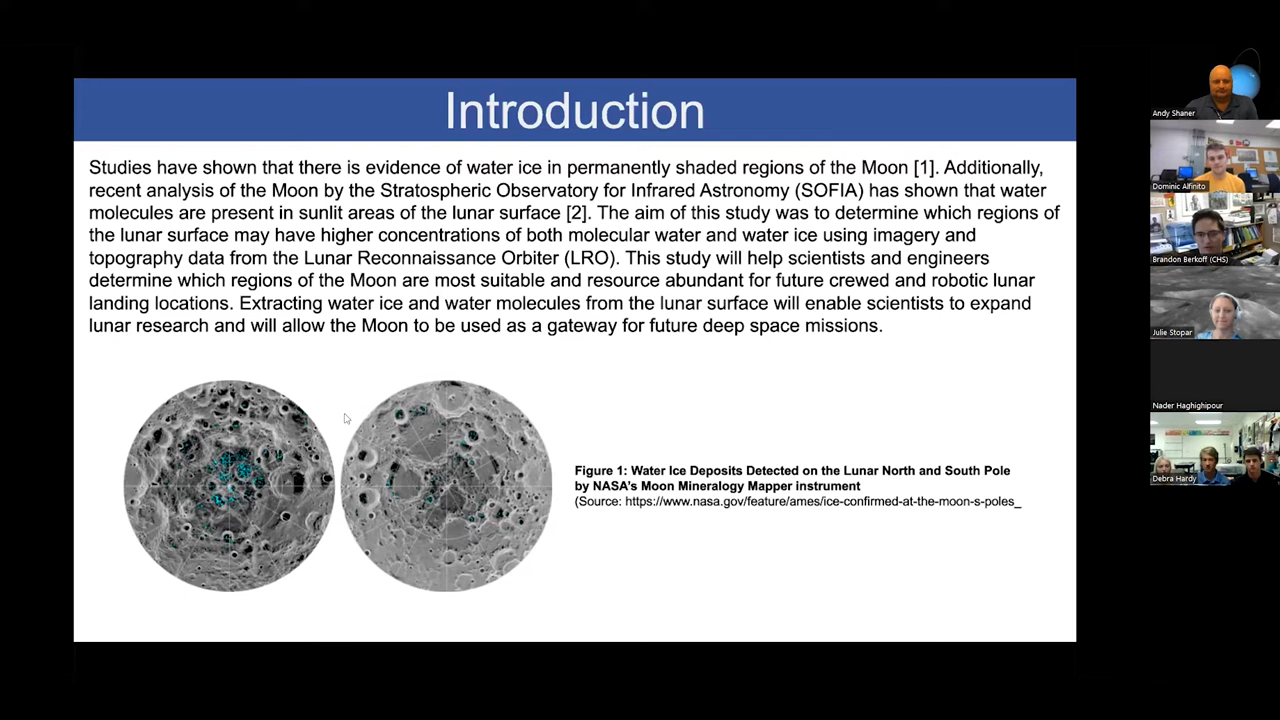 Introduction
Studies have shown that there is evidence of water ice in permanently shaded regions of the Moon [1]. Additionally,
recent analysis of the Moon by the Stratospheric Observatory for Infrared Astronomy (SOFIA) has shown that water
molecules are present in sunlit areas of the lunar surface [2]. The aim of this study was to determine which regions of
the lunar surface may have higher concentrations of both molecular water and water ice using imagery and
topography data from the Lunar Reconnaissance Orbiter (LRO). This study will help scientists and engineers
determine which regions of the Moon are most suitable and resource abundant for future crewed and robotic lunar
landing locations. Extracting water ice and water molecules from the lunar surface will enable scientists to expand
lunar research and will allow the Moon to be used as a gateway for future deep space missions.
Figure 1: Water Ice Deposits Detected on the Lunar North and South Pole
by NASA's Moon Mineralogy Mapper instrument
(Source: https://www.nasa.gov/feature/ames/ice-confirmed-at-the-moon-s-poles_
Andy Shaner
Dominic Alfinito
Brandon Berkoff (CHS)
Julie Stopar
Nader Haghighipour
Debra Hardy